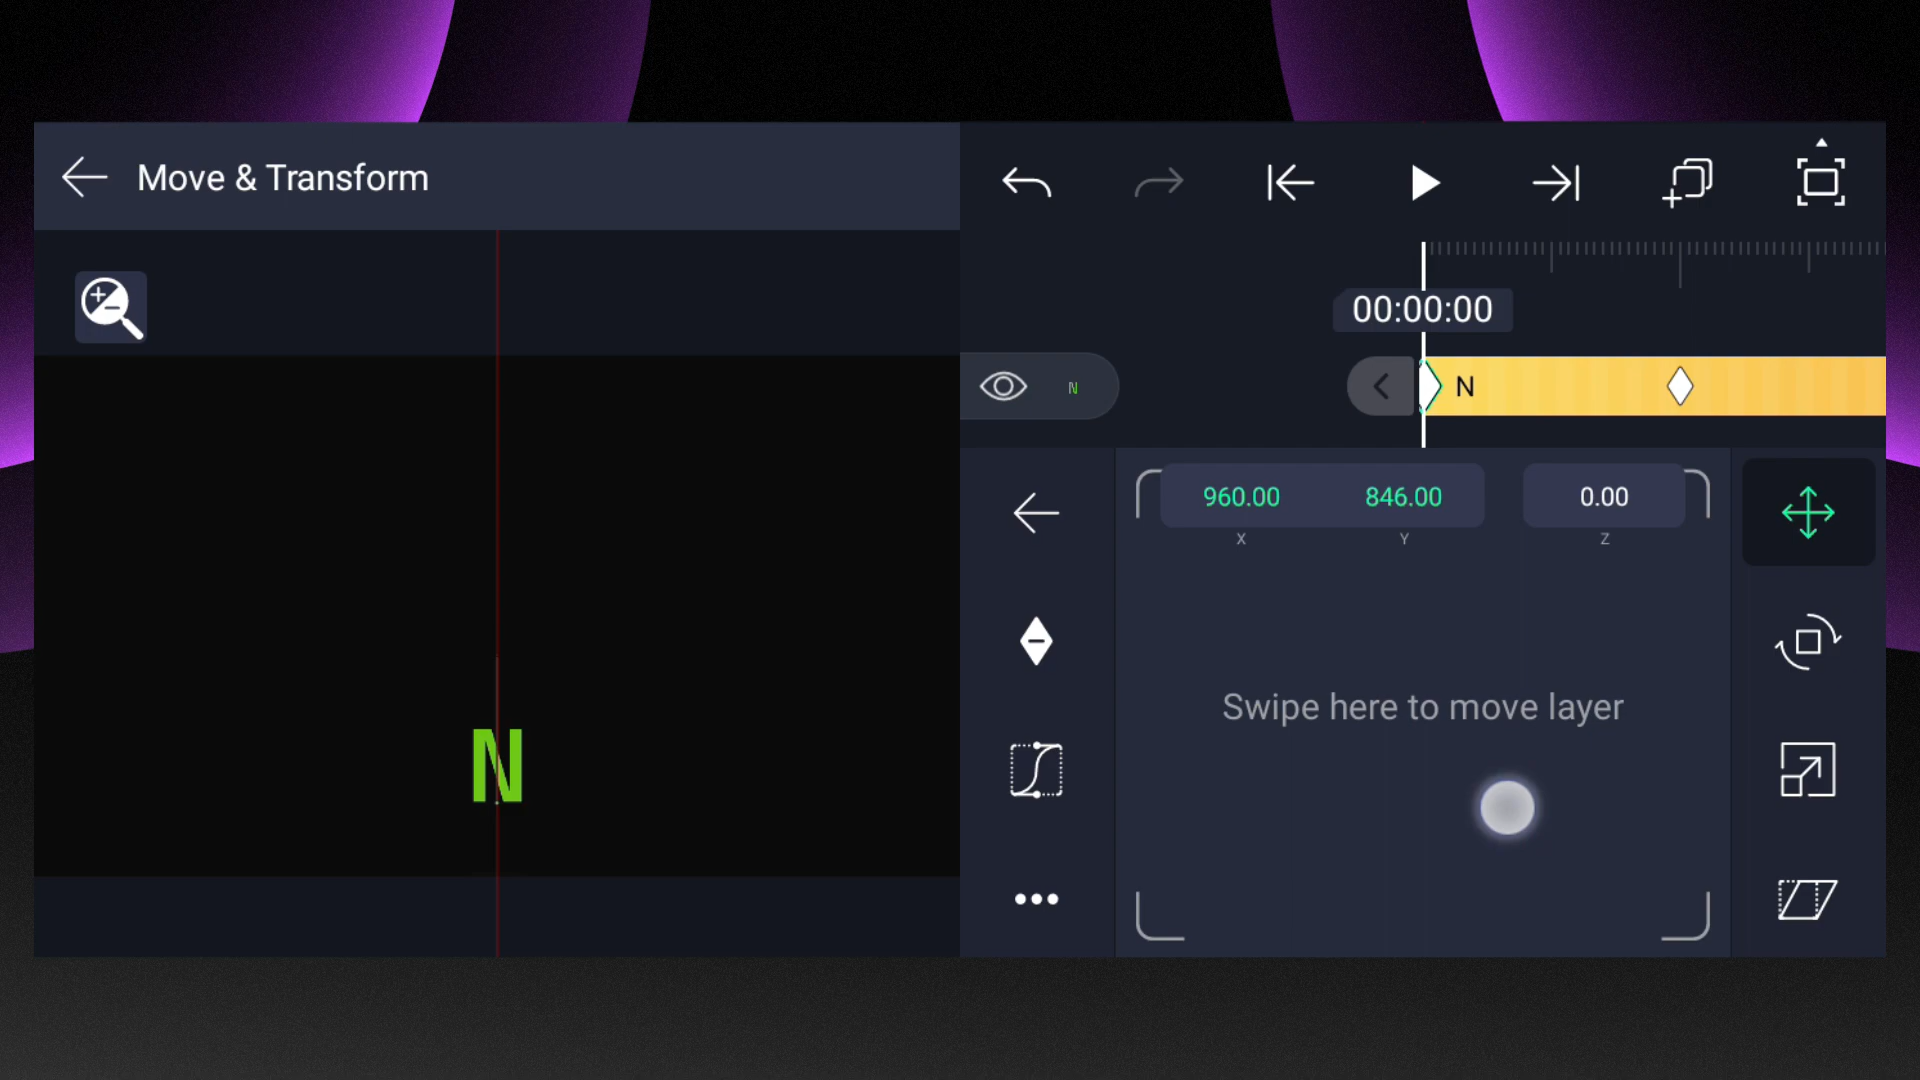 Move & Transform
00:00:00
N
N
960.00 846.00 0.00
X Y Z
Swipe here to move layer
N